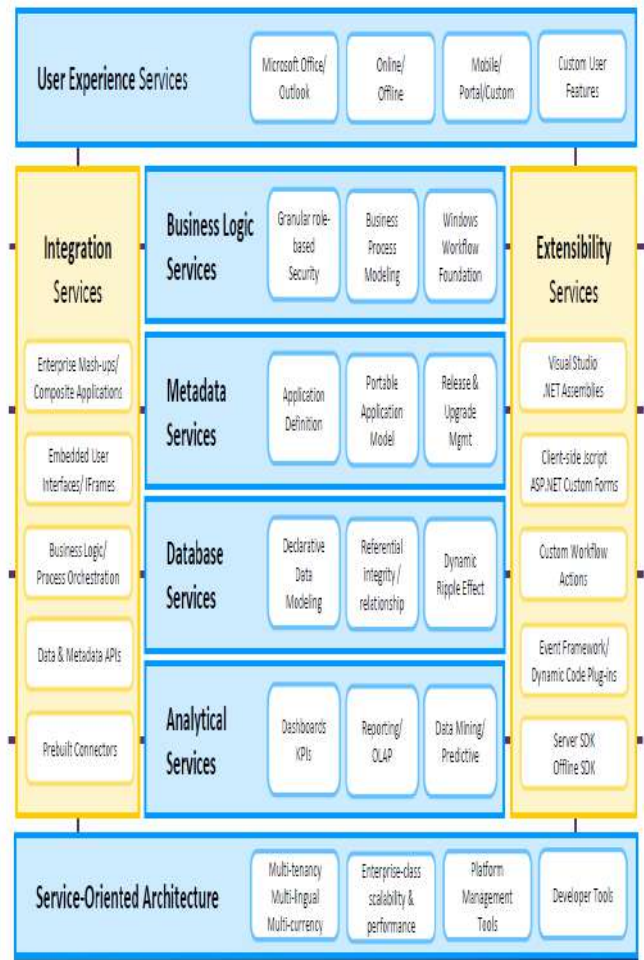 User Experience Services
Microsoft Office/
Outlook
Online/
Offline
Mobile/
Portal/Custom
Custom User
Features
Integration
Services
Enterprise Mash-ups/
Composite Applications
Embedded User
Interfaces/ IFrames
Business Logic/
Process Orchestration
Data & Metadata APIs
Prebuilt Connectors
Business Logic
Services
Granular role-
based
Security
Business
Process
Modeling
Windows
Workflow
Foundation
Metadata
Services
Application
Definition
Portable
Application
Model
Release &
Upgrade
Mgmt
Database
Services
Declarative
Data
Modeling
Referential
integrity /
relationship
Dynamic
Ripple Effect
Analytical
Services
Dashboards
KPIs
Reporting/
OLAP
Data Mining/
Predictive
Extensibility
Services
Visual Studio
.NET Assemblies
Client-side Jscript
ASP.NET Custom Forms
Custom Workflow
Actions
Event Framework/
Dynamic Code Plug-ins
Server SDK
Offline SDK
Service-Oriented Architecture
Multi-tenancy
Multi-lingual
Multi-currency
Enterprise-class
scalability &
performance
Platform
Management
Tools
Developer Tools